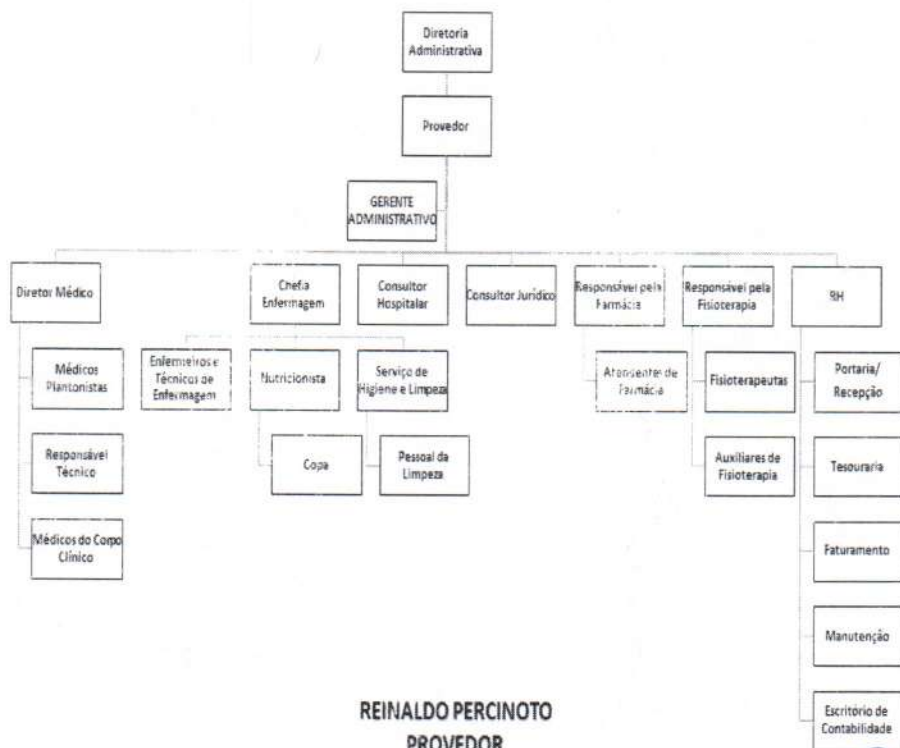 Diretoria
Administrativa
Provedor
GERENTE
ADMINISTRATIVO
Diretor Médico
Chefia
Enfermagem
Consultor
Hospitalar
Consultor Jurídico
Responsável pela
Farmácia
Responsável pela
Fisioterapia
RH
Médicos
Plantonistas
Enfermeiros e
Técnicos de
Enfermagem
Nutricionista
Serviço de
Higiene e Limpeza
Atendentes de
Farmácia
Fisioterapeutas
Portaria/
Recepção
Responsável
Técnico
Copa
Pessoal da
Limpeza
Auxiliares de
Fisioterapia
Tesouraria
Médicos do Corpo
Clínico
Faturamento
Manutenção
Escritório de
Contabilidade
REINALDO PERCINOTO
PROVEDOR